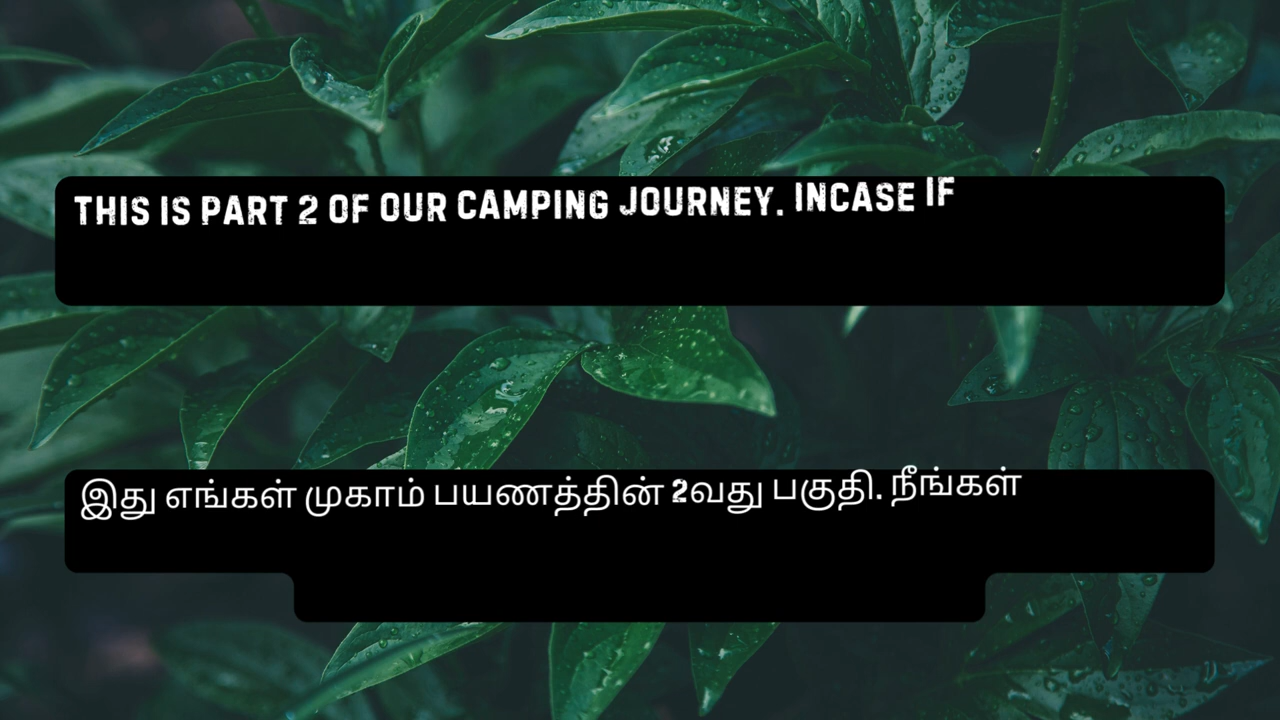 THIS IS PART 2 OF OUR CAMPING JOURNEY. INCASE IF
இது எங்கள் முகாம் பயணத்தின் 2வது பகுதி. நீங்கள்